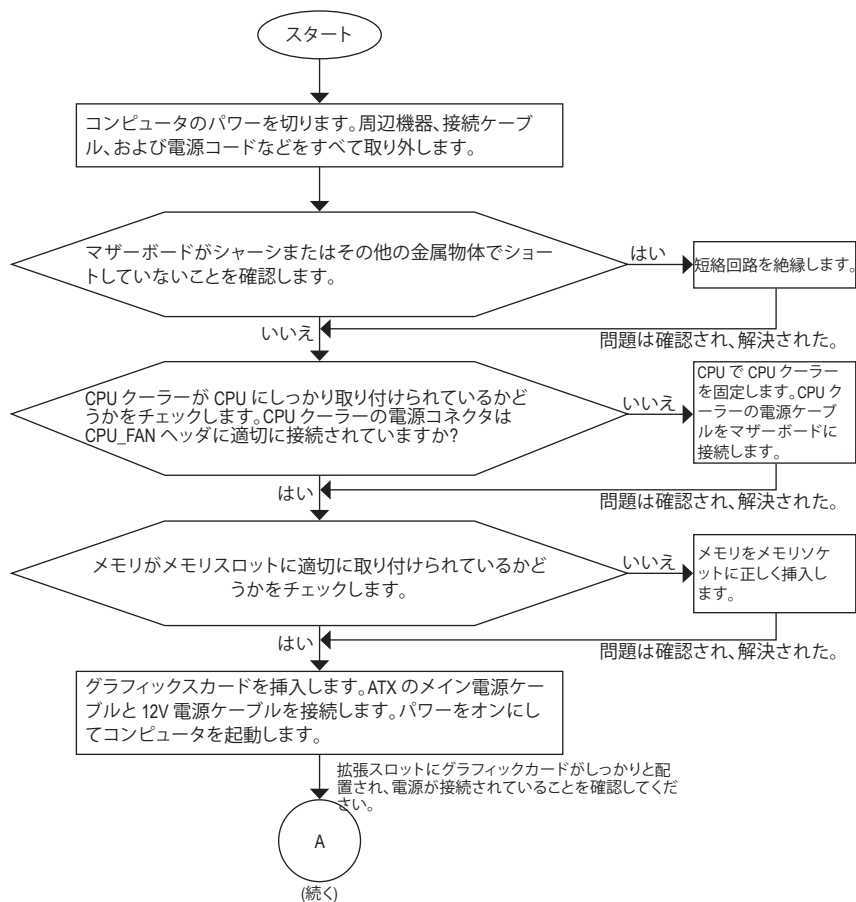 スタート
コンピュータのパワーを切ります。周辺機器、接続ケーブ
ル、および電源コードなどをすべて取り外します。
マザーボードがシャーシまたはその他の金属物体でショー
トしていないことを確認します。
はい
短絡回路を絶縁します。
いいえ
問題は確認され、解決された。
CPU クーラーが CPU にしっかり取り付けられているかど
うかをチェックします。CPU クーラーの電源コネクタは
CPU_FAN ヘッダに適切に接続されていますか?
いいえ
CPU で CPU クーラー
を固定します。CPU ク
ーラーの電源ケーブ
ルをマザーボードに
接続します。
はい
問題は確認され、解決された。
メモリがメモリスロットに適切に取り付けられているかど
うかをチェックします。
いいえ
メモリをメモリソケ
ットに正しく挿入し
ます。
はい
問題は確認され、解決された。
グラフィックスカードを挿入します。ATX のメイン電源ケー
ブルと 12V 電源ケーブルを接続します。パワーをオンにし
てコンピュータを起動します。
拡張スロットにグラフィックカードがしっかりと配
置され、電源が接続されていることを確認してくだ
さい。
A
(続く)